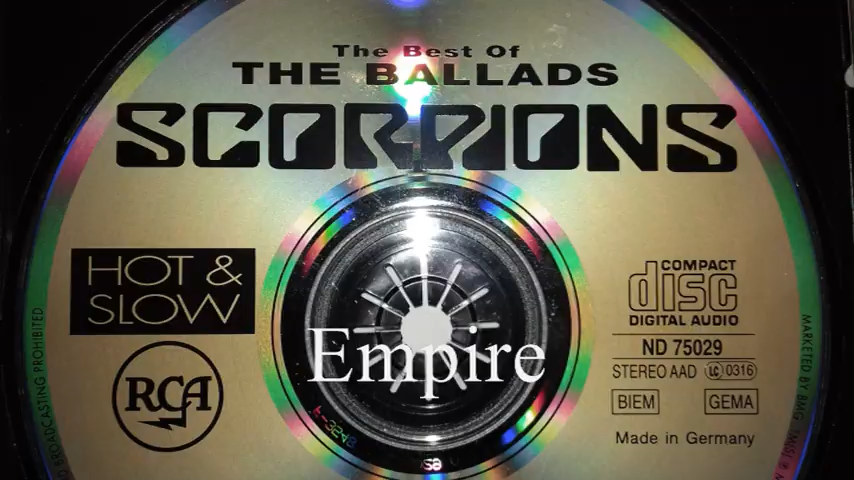 The Best Of
THE BALLADS
SCORPIONS
HOT &
SLOW
RCA
Empire
COMPACT
disc
DIGITAL AUDIO
ND 75029
STEREO AAD LC 0316
BIEM GEMA
Made in Germany
BROADCASTING PROHIBITED
MARKETED BY BMG